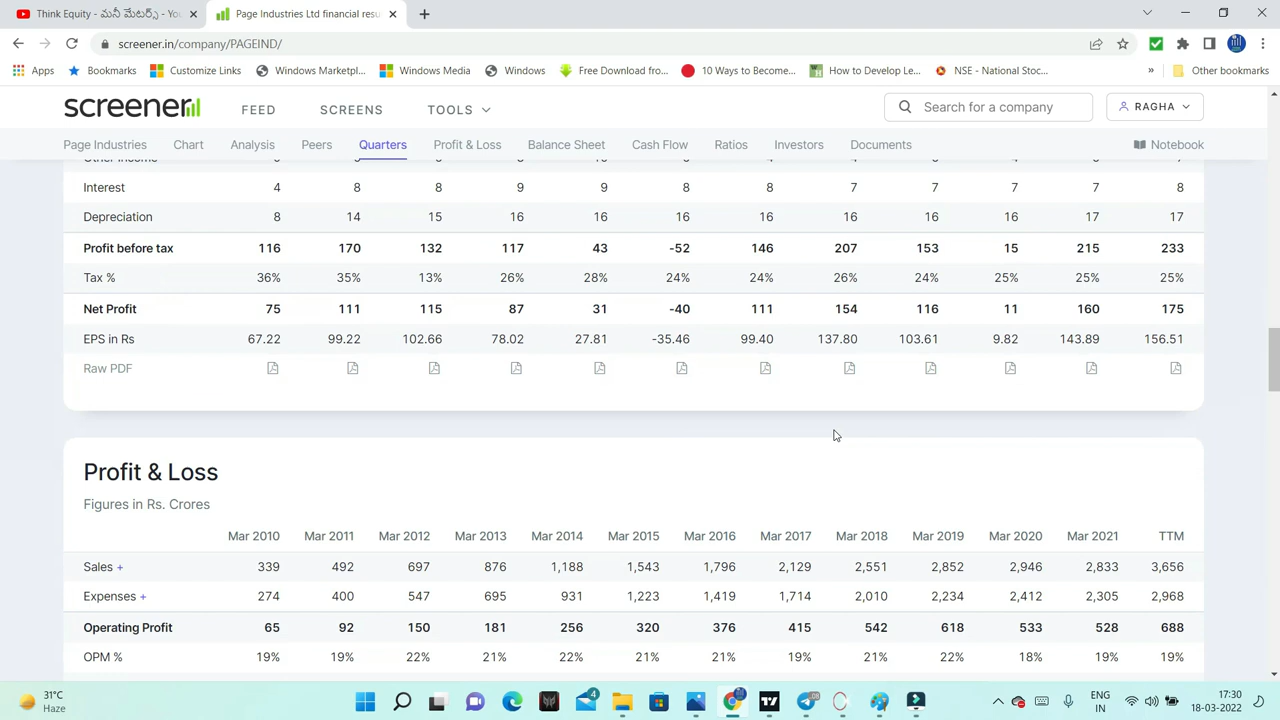 Think Equity - మనీ మేటర్స్ - You
Page Industries Ltd financial resu
screener.in/company/PAGEIND/
Apps Bookmarks Customize Links Windows Marketpl... Windows Media Windows Free Download fro... 10 Ways to Become... How to Develop Le... NSE - National Stoc... » Other bookmarks
screener FEED SCREENS TOOLS Search for a company RAGHA
Page Industries Chart Analysis Peers Quarters Profit & Loss Balance Sheet Cash Flow Ratios Investors Documents Notebook
Interest 4 8 8 9 9 8 8 7 7 7 7 8
Depreciation 8 14 15 16 16 16 16 16 16 16 17 17
Profit before tax 116 170 132 117 43 -52 146 207 153 15 215 233
Tax % 36% 35% 13% 26% 28% 24% 24% 26% 24% 25% 25% 25%
Net Profit 75 111 115 87 31 -40 111 154 116 11 160 175
EPS in Rs 67.22 99.22 102.66 78.02 27.81 -35.46 99.40 137.80 103.61 9.82 143.89 156.51
Raw PDF
Profit & Loss
Figures in Rs. Crores
Mar 2010 Mar 2011 Mar 2012 Mar 2013 Mar 2014 Mar 2015 Mar 2016 Mar 2017 Mar 2018 Mar 2019 Mar 2020 Mar 2021 TTM
Sales + 339 492 697 876 1,188 1,543 1,796 2,129 2,551 2,852 2,946 2,833 3,656
Expenses + 274 400 547 695 931 1,223 1,419 1,714 2,010 2,234 2,412 2,305 2,968
Operating Profit 65 92 150 181 256 320 376 415 542 618 533 528 688
OPM % 19% 19% 22% 21% 22% 21% 21% 19% 21% 22% 18% 19% 19%
31°C
Haze
4
ENG
IN
17:30
18-03-2022